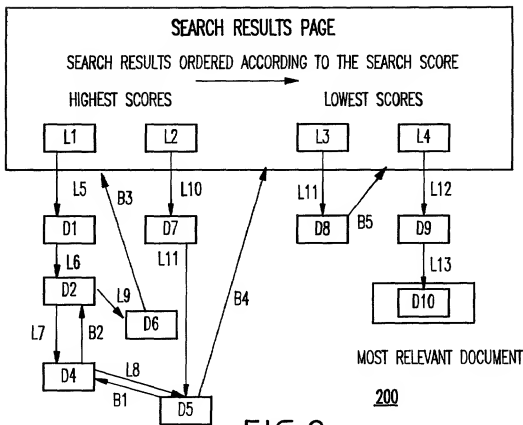 SEARCH RESULTS PAGE
SEARCH RESULTS ORDERED ACCORDING TO THE SEARCH SCORE
HIGHEST SCORES LOWEST SCORES
L1 L2 L3 L4
L5 B3 L10 L11 B5 L12
D1 D7 D8 D9
L6 L11 L13
D2 L9 D6 B4 D10
L7 B2
MOST RELEVANT DOCUMENT
D4 L8
B1 D5 200